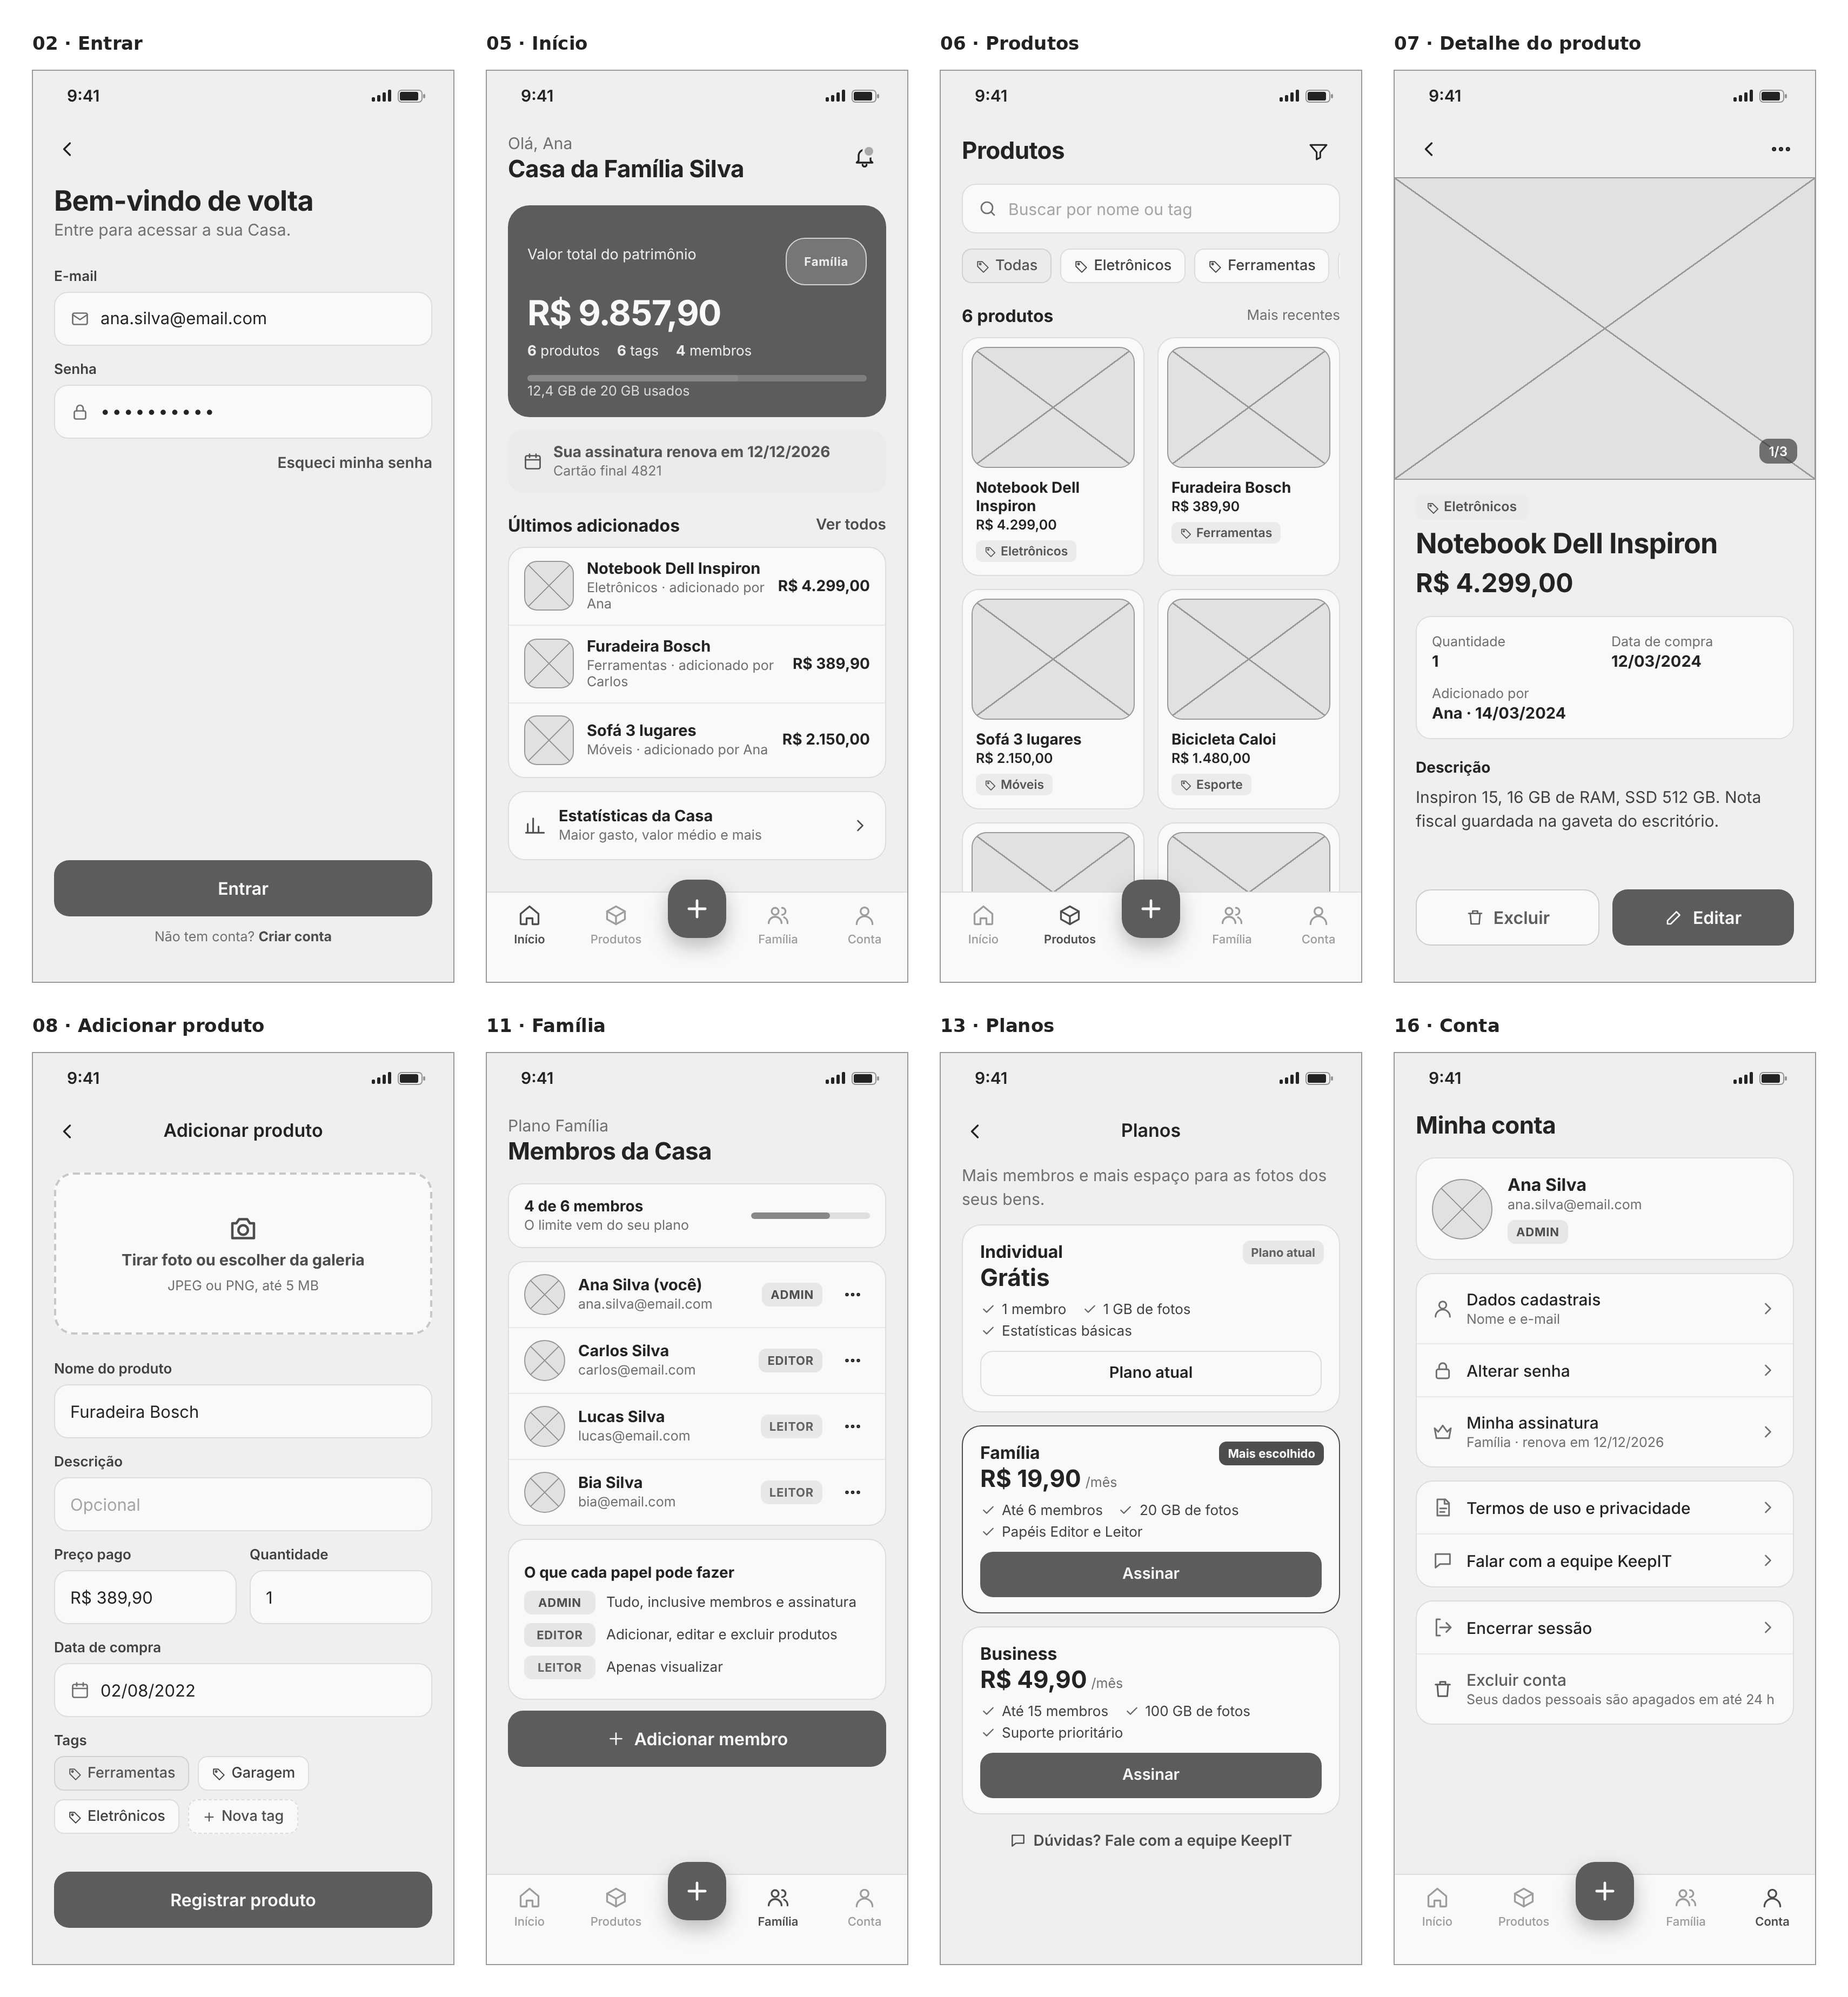 02 · Entrar
9:41
Bem-vindo de volta
Entre para acessar a sua Casa.
E-mail
ana.silva@email.com
Senha
••••••••••
Esqueci minha senha
Entrar
Não tem conta? Criar conta
05 · Início
9:41
Olá, Ana
Casa da Família Silva
Valor total do patrimônio
Família
R$ 9.857,90
6 produtos 6 tags 4 membros
12,4 GB de 20 GB usados
Sua assinatura renova em 12/12/2026
Cartão final 4821
Últimos adicionados Ver todos
Notebook Dell Inspiron
Eletrônicos · adicionado por
Ana
R$ 4.299,00
Furadeira Bosch
Ferramentas · adicionado por
Carlos
R$ 389,90
Sofá 3 lugares
Móveis · adicionado por Ana
R$ 2.150,00
Estatísticas da Casa
Maior gasto, valor médio e mais
Início Produtos Família Conta
06 · Produtos
9:41
Produtos
Buscar por nome ou tag
Todas Eletrônicos Ferramentas
6 produtos Mais recentes
Notebook Dell
Inspiron
R$ 4.299,00
Eletrônicos
Furadeira Bosch
R$ 389,90
Ferramentas
Sofá 3 lugares
R$ 2.150,00
Móveis
Bicicleta Caloi
R$ 1.480,00
Esporte
Início Produtos Família Conta
07 · Detalhe do produto
9:41
1/3
Eletrônicos
Notebook Dell Inspiron
R$ 4.299,00
Quantidade
1
Data de compra
12/03/2024
Adicionado por
Ana · 14/03/2024
Descrição
Inspiron 15, 16 GB de RAM, SSD 512 GB. Nota
fiscal guardada na gaveta do escritório.
Excluir Editar
08 · Adicionar produto
9:41
Adicionar produto
Tirar foto ou escolher da galeria
JPEG ou PNG, até 5 MB
Nome do produto
Furadeira Bosch
Descrição
Opcional
Preço pago
R$ 389,90
Quantidade
1
Data de compra
02/08/2022
Tags
Ferramentas Garagem
Eletrônicos + Nova tag
Registrar produto
11 · Família
9:41
Plano Família
Membros da Casa
4 de 6 membros
O limite vem do seu plano
Ana Silva (você)
ana.silva@email.com
ADMIN
Carlos Silva
carlos@email.com
EDITOR
Lucas Silva
lucas@email.com
LEITOR
Bia Silva
bia@email.com
LEITOR
O que cada papel pode fazer
ADMIN Tudo, inclusive membros e assinatura
EDITOR Adicionar, editar e excluir produtos
LEITOR Apenas visualizar
+ Adicionar membro
Início Produtos Família Conta
13 · Planos
9:41
Planos
Mais membros e mais espaço para as fotos dos
seus bens.
Individual
Plano atual
Grátis
1 membro 1 GB de fotos
Estatísticas básicas
Plano atual
Família
Mais escolhido
R$ 19,90 /mês
Até 6 membros 20 GB de fotos
Papéis Editor e Leitor
Assinar
Business
R$ 49,90 /mês
Até 15 membros 100 GB de fotos
Suporte prioritário
Assinar
Dúvidas? Fale com a equipe KeepIT
16 · Conta
9:41
Minha conta
Ana Silva
ana.silva@email.com
ADMIN
Dados cadastrais
Nome e e-mail
Alterar senha
Minha assinatura
Família · renova em 12/12/2026
Termos de uso e privacidade
Falar com a equipe KeepIT
Encerrar sessão
Excluir conta
Seus dados pessoais são apagados em até 24 h
Início Produtos Família Conta